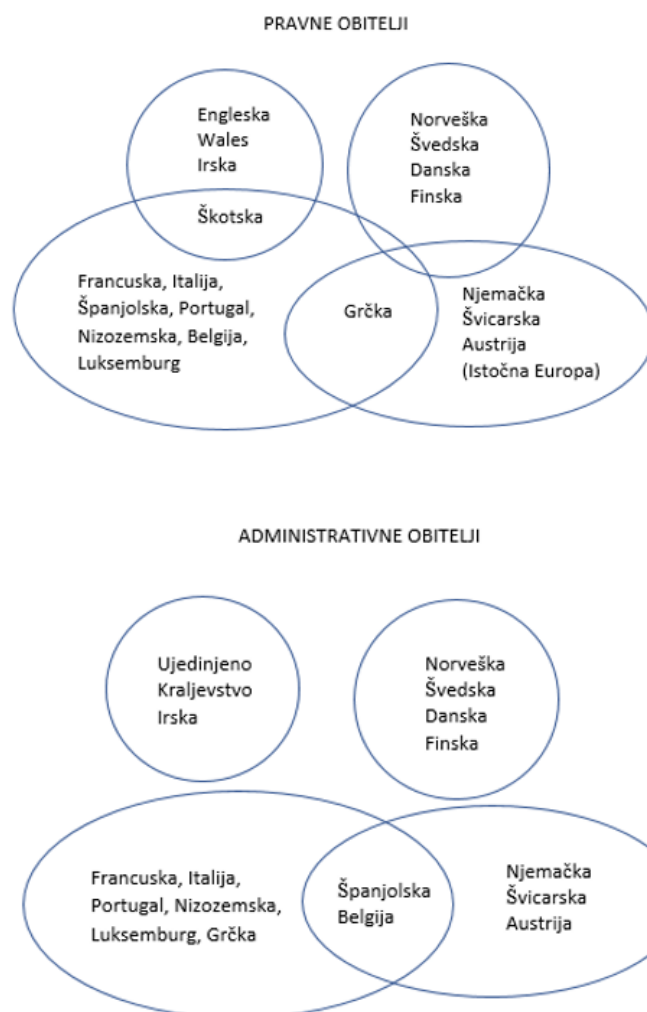 PRAVNE OBITELJI
Engleska
Wales
Irska
Norveška
Švedska
Danska
Finska
Škotska
Francuska, Italija,
Španjolska, Portugal,
Nizozemska, Belgija,
Luksemburg
Grčka
Njemačka
Švicarska
Austrija
(Istočna Europa)
ADMINISTRATIVNE OBITELJI
Ujedinjeno
Kraljevstvo
Irska
Norveška
Švedska
Danska
Finska
Francuska, Italija,
Portugal, Nizozemska,
Luksemburg, Grčka
Španjolska
Belgija
Njemačka
Švicarska
Austrija